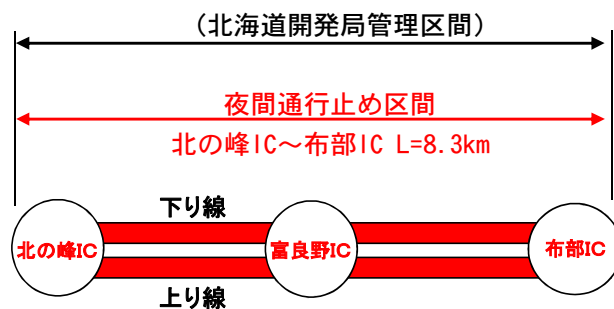 (北海道開発局管理区間)
夜間通行止め区間
北の峰IC～布部IC L=8.3km
下り線
北の峰IC
富良野IC
布部IC
上り線